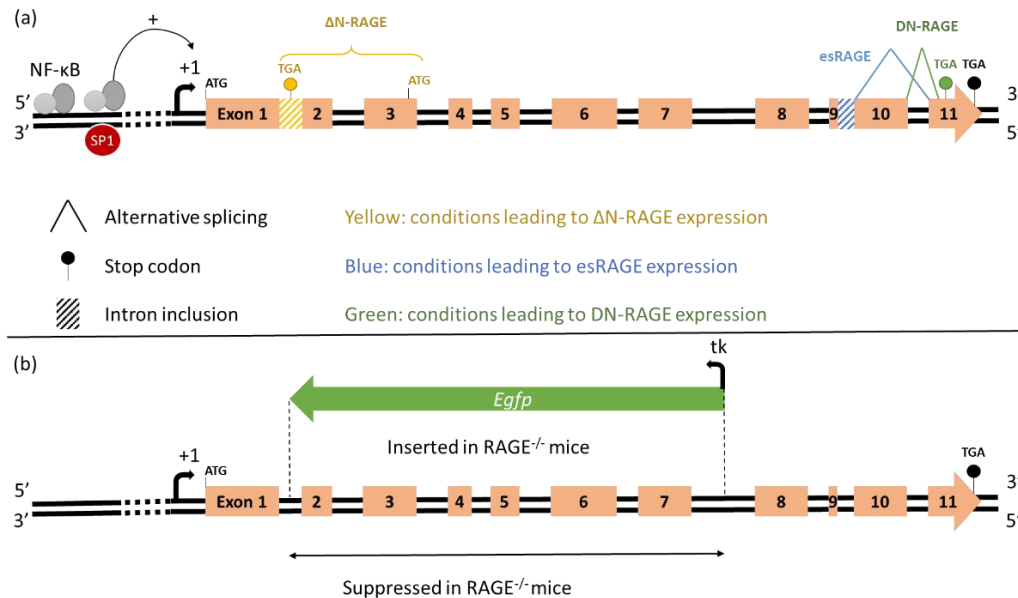 (a)
ΔN-RAGE
DN-RAGE
+
esRAGE
NF-κB
+1
ATG
TGA
ATG
TGA
TGA
5′
3′
Exon 1
2
3
4
5
6
7
8
9
10
11
3′
5′
SP1
Alternative splicing
Yellow: conditions leading to ΔN-RAGE expression
Stop codon
Blue: conditions leading to esRAGE expression
Intron inclusion
Green: conditions leading to DN-RAGE expression
(b)
tk
Egfp
Inserted in RAGE-/- mice
+1
ATG
TGA
5′
3′
Exon 1
2
3
4
5
6
7
8
9
10
11
Suppressed in RAGE-/- mice